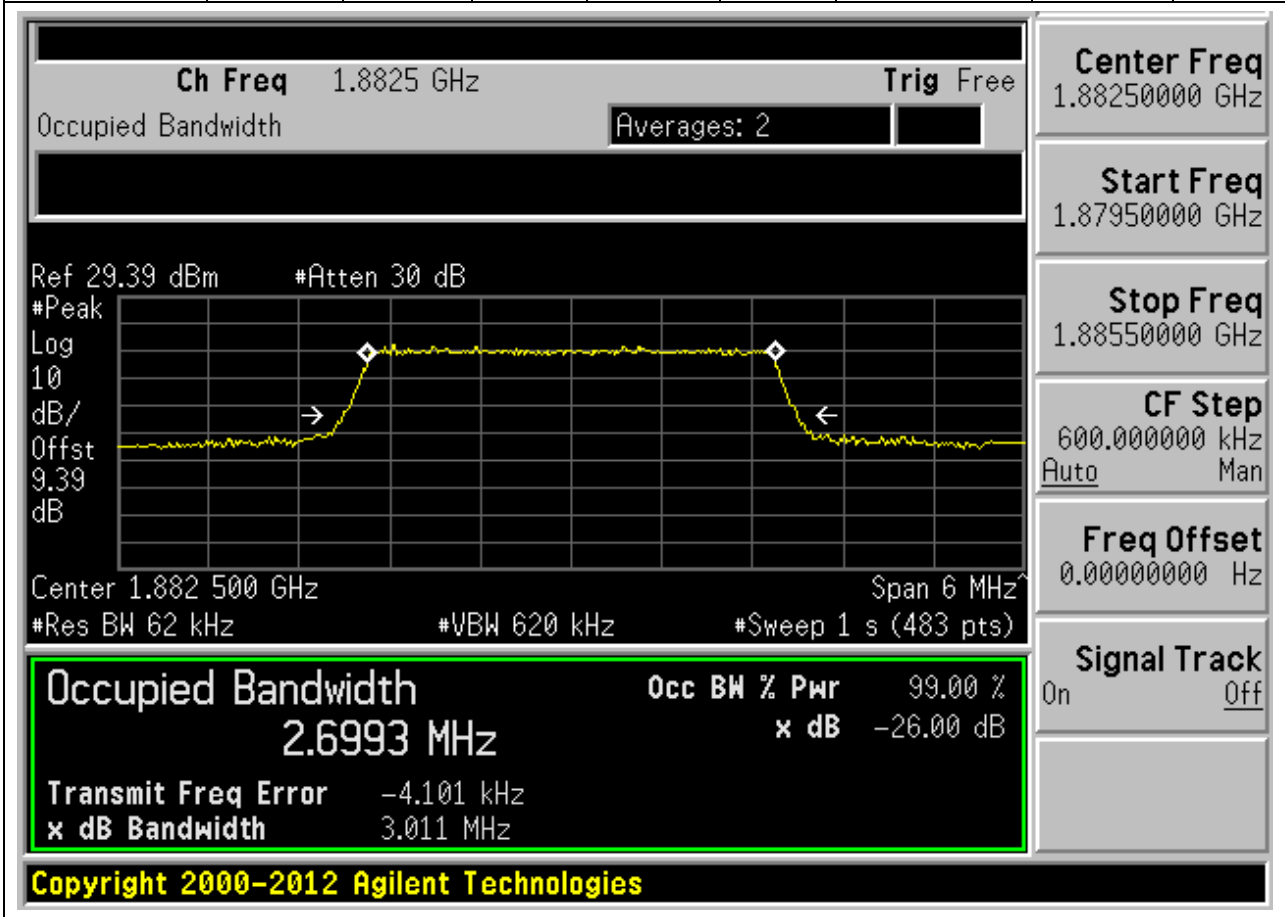 Ch Freq 1.8825 GHz Trig Free
Occupied Bandwidth Averages: 2
Ref 29.39 dBm #Atten 30 dB
#Peak
Log
10
dB/
Offst
9.39
dB
Center 1.882 500 GHz Span 6 MHz^
#Res BW 62 kHz #VBW 620 kHz #Sweep 1 s (483 pts)
Occupied Bandwidth Occ BW % Pwr 99.00 %
2.6993 MHz x dB -26.00 dB
Transmit Freq Error -4.101 kHz
x dB Bandwidth 3.011 MHz
Copyright 2000-2012 Agilent Technologies
Center Freq
1.88250000 GHz
Start Freq
1.87950000 GHz
Stop Freq
1.88550000 GHz
CF Step
600.000000 kHz
Auto Man
Freq Offset
0.00000000 Hz
Signal Track
On Off